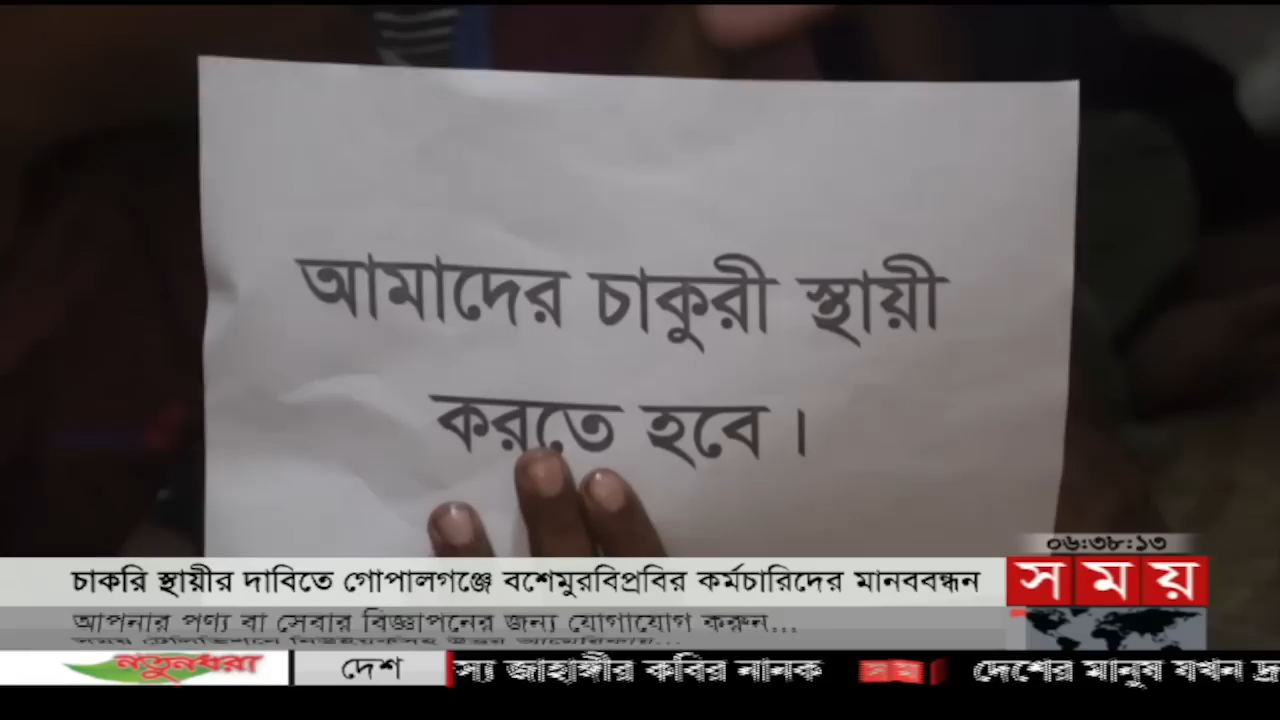 আমাদের চাকুরী স্থায়ী
করতে হবে।
০৬:৩৮:১৩
চাকরি স্থায়ীর দাবিতে গোপালগঞ্জে বশেমুরবিপ্রবির কর্মচারিদের মানববন্ধন
সময়
আপনার পণ্য বা সেবার বিজ্ঞাপনের জন্য যোগাযোগ করুন...
নতুনধরা
দেশ
স্য জাহাঙ্গীর কবির নানক সম দেশের মানুষ যখন দ্র